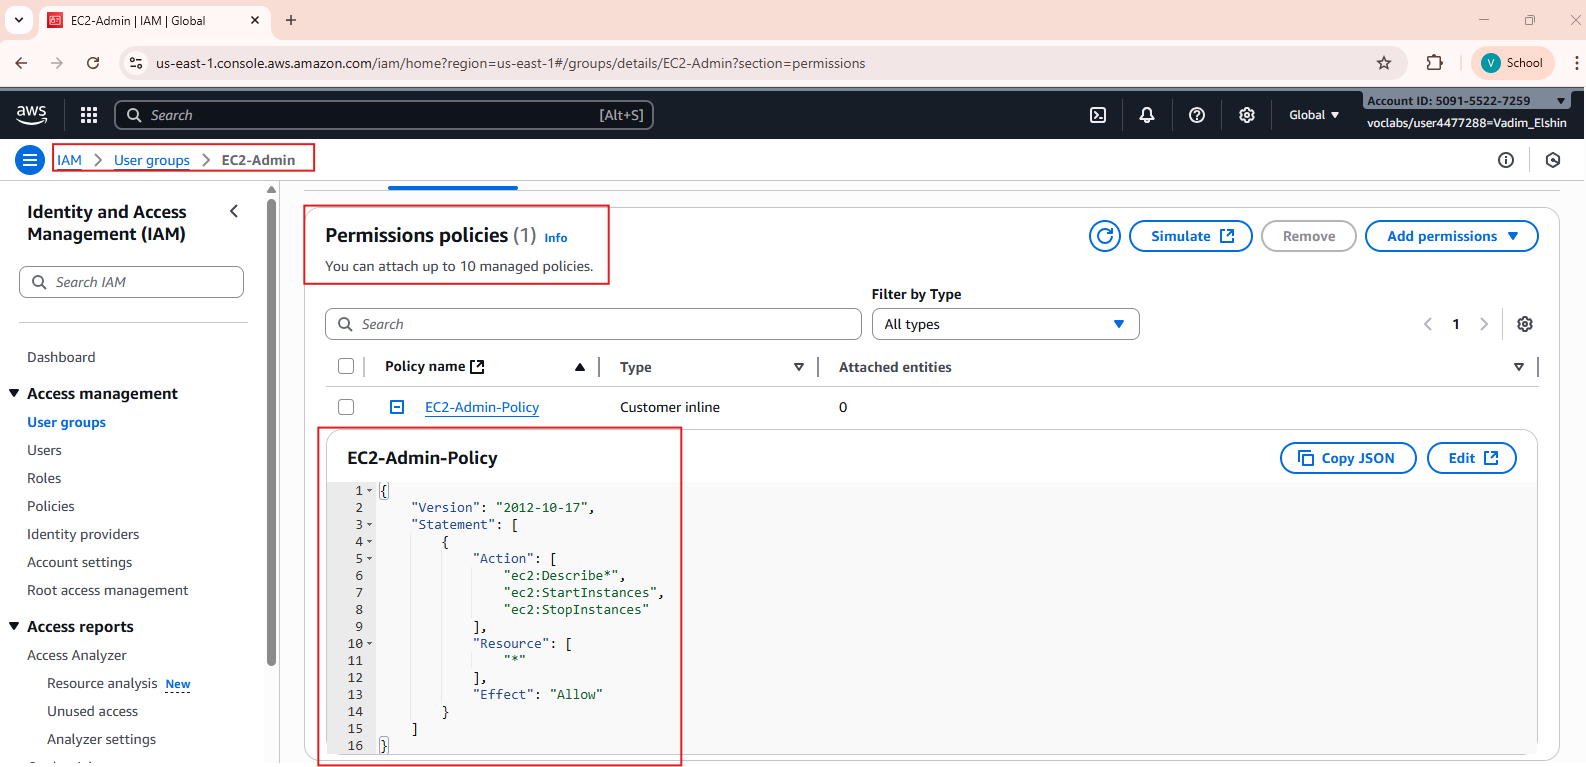 EC2-Admin | IAM | Global
us-east-1.console.aws.amazon.com/iam/home?region=us-east-1#/groups/details/EC2-Admin?section=permissions
V School
aws
Search [Alt+S]
Global
Account ID: 5091-5522-7259
voclabs/user4477288=Vadim_Elshin
IAM > User groups > EC2-Admin
Identity and Access
Management (IAM)
Search IAM
Dashboard
Access management
User groups
Users
Roles
Policies
Identity providers
Account settings
Root access management
Access reports
Access Analyzer
Resource analysis New
Unused access
Analyzer settings
Permissions policies (1) Info
You can attach up to 10 managed policies.
Simulate
Remove
Add permissions
Filter by Type
Search
All types
1
Policy name
Type
Attached entities
EC2-Admin-Policy
Customer inline
0
EC2-Admin-Policy
Copy JSON
Edit
1 {
2 "Version": "2012-10-17",
3 "Statement": [
4 {
5 "Action": [
6 "ec2:Describe*",
7 "ec2:StartInstances",
8 "ec2:StopInstances"
9 ],
10 "Resource": [
11 "*"
12 ],
13 "Effect": "Allow"
14 }
15 ]
16 }